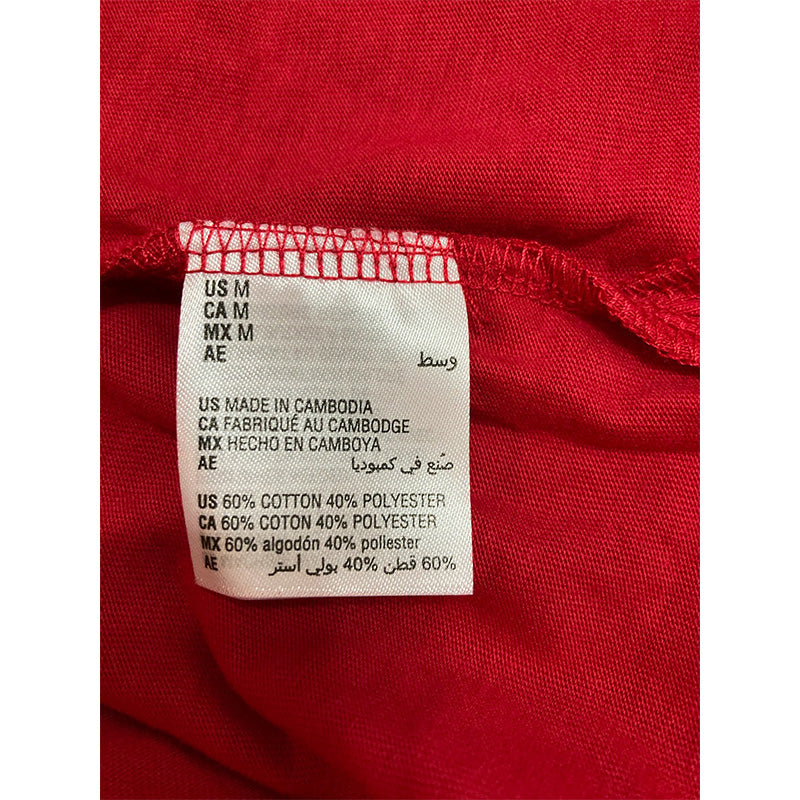 US M
CA M
MX M
AE وسط
US MADE IN CAMBODIA
CA FABRIQUÉ AU CAMBODGE
MX HECHO EN CAMBOYA
AE صُنع في كمبوديا
US 60% COTTON 40% POLYESTER
CA 60% COTON 40% POLYESTER
MX 60% algodón 40% poliester
AE 60% قطن 40% بولي أستر